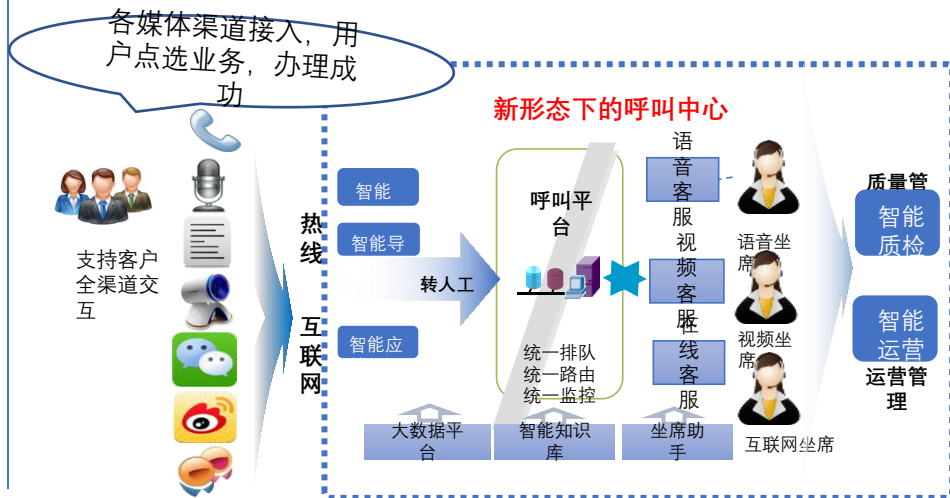 各媒体渠道接入，用
户点选业务，办理成
功
新形态下的呼叫中心
支持客户
全渠道交
互
热
线
互
联
网
智能
智能导
转人工
智能应
呼叫平
台
统一排队
统一路由
统一监控
语
音
客
服
视
频
客
服
在
线
客
服
语音坐
席
视频坐
席
互联网坐席
质量管
智能
质检
智能
运营
运营管
理
大数据平
台
智能知识
库
坐席助
手